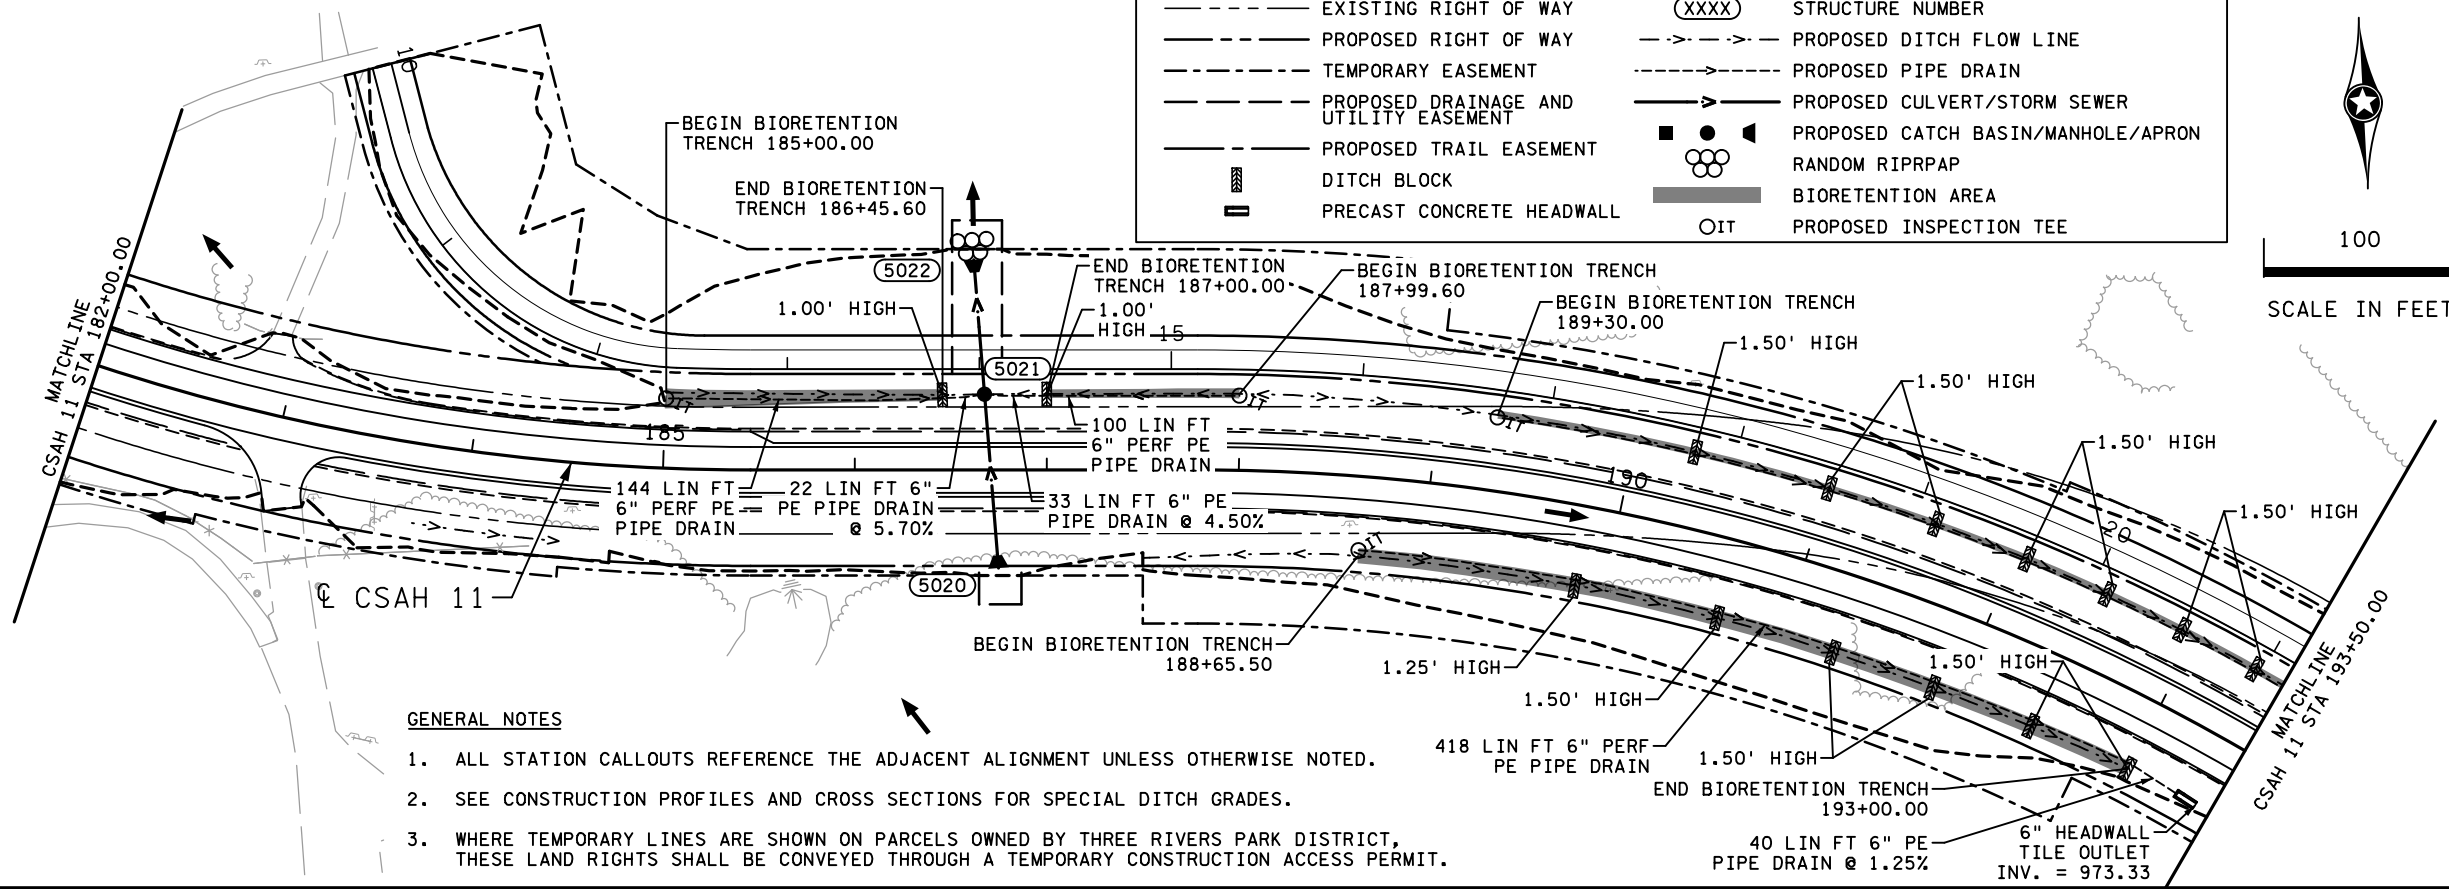 EXISTING RIGHT OF WAY
PROPOSED RIGHT OF WAY
TEMPORARY EASEMENT
PROPOSED DRAINAGE AND
UTILITY EASEMENT
PROPOSED TRAIL EASEMENT
DITCH BLOCK
PRECAST CONCRETE HEADWALL
XXXX
STRUCTURE NUMBER
PROPOSED DITCH FLOW LINE
PROPOSED PIPE DRAIN
PROPOSED CULVERT/STORM SEWER
PROPOSED CATCH BASIN/MANHOLE/APRON
RANDOM RIPRPAP
BIORETENTION AREA
IT
PROPOSED INSPECTION TEE
100
SCALE IN FEET
10
BEGIN BIORETENTION
TRENCH 185+00.00
END BIORETENTION
TRENCH 186+45.60
5022
1.00' HIGH
END BIORETENTION
TRENCH 187+00.00
1.00'
HIGH
15
BEGIN BIORETENTION TRENCH
187+99.60
BEGIN BIORETENTION TRENCH
189+30.00
1.50' HIGH
1.50' HIGH
1.50' HIGH
1.50' HIGH
MATCHLINE
CSAH 11 STA 182+00.00
5021
IT
IT
IT
185
190
20
100 LIN FT
6" PERF PE
PIPE DRAIN
144 LIN FT
6" PERF PE
PIPE DRAIN
22 LIN FT 6"
PE PIPE DRAIN
@ 5.70%
33 LIN FT 6" PE
PIPE DRAIN @ 4.50%
IT
℄ CSAH 11
5020
BEGIN BIORETENTION TRENCH
188+65.50
1.25' HIGH
1.50' HIGH
1.50' HIGH
1.50' HIGH
418 LIN FT 6" PERF
PE PIPE DRAIN
END BIORETENTION TRENCH
193+00.00
40 LIN FT 6" PE
PIPE DRAIN @ 1.25%
6" HEADWALL
TILE OUTLET
INV. = 973.33
MATCHLINE
CSAH 11 STA 193+50.00
GENERAL NOTES
1. ALL STATION CALLOUTS REFERENCE THE ADJACENT ALIGNMENT UNLESS OTHERWISE NOTED.
2. SEE CONSTRUCTION PROFILES AND CROSS SECTIONS FOR SPECIAL DITCH GRADES.
3. WHERE TEMPORARY LINES ARE SHOWN ON PARCELS OWNED BY THREE RIVERS PARK DISTRICT,
THESE LAND RIGHTS SHALL BE CONVEYED THROUGH A TEMPORARY CONSTRUCTION ACCESS PERMIT.